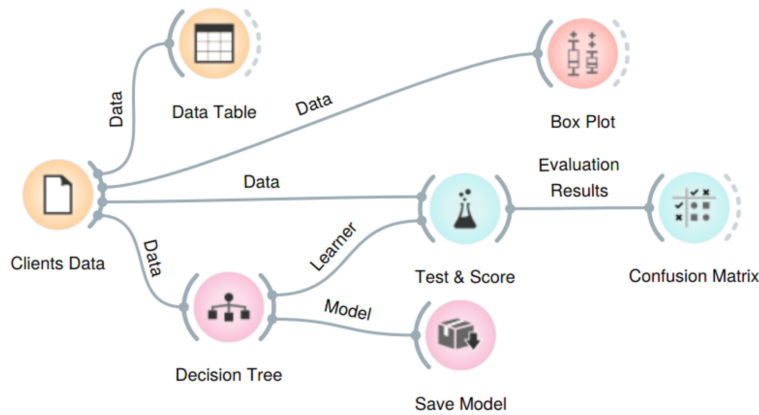 Data
Data Table
Data
Box Plot
Data
Evaluation
Results
Clients Data
Data
Learner
Test & Score
Confusion Matrix
Model
Decision Tree
Save Model